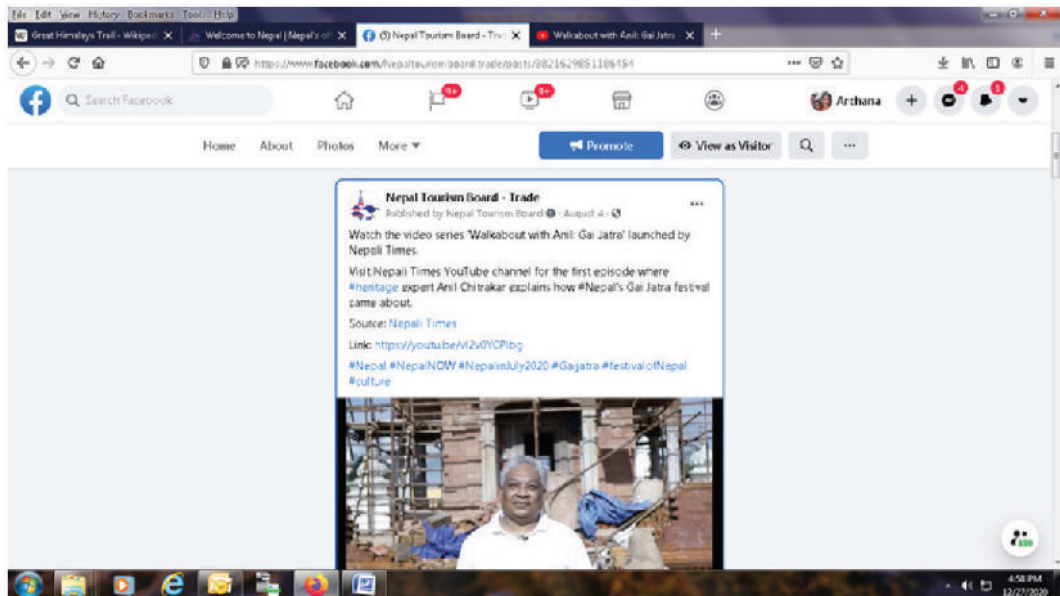 File Edit View History Bookmarks Tools Help
Great Himalaya Trail - Wikiped
Welcome to Nepal | Nepal's off
(5) Nepal Tourism Board - Tra
Walkabout with Anil: Gai Jatra
https://www.facebook.com/Nepaltourismboard.trade/posts/
Search Facebook
9+
9+
Archana
4
1
Home About Photos More
Promote
View as Visitor
Nepal Tourism Board - Trade
Published by Nepal Tourism Board · August 4 ·
Watch the video series 'Walkabout with Anil: Gai Jatra' launched by
Nepali Times.
Visit Nepali Times YouTube channel for the first episode where
#heritage expert Anil Chitrakar explains how #Nepal's Gai Jatra festival
came about.
Source: Nepali Times
Link: https://youtu.be/
#Nepal #NepalNOW #NepalinJuly2020 #Gaijatra #festivalofNepal
#culture
4:58 PM
12/27/2020